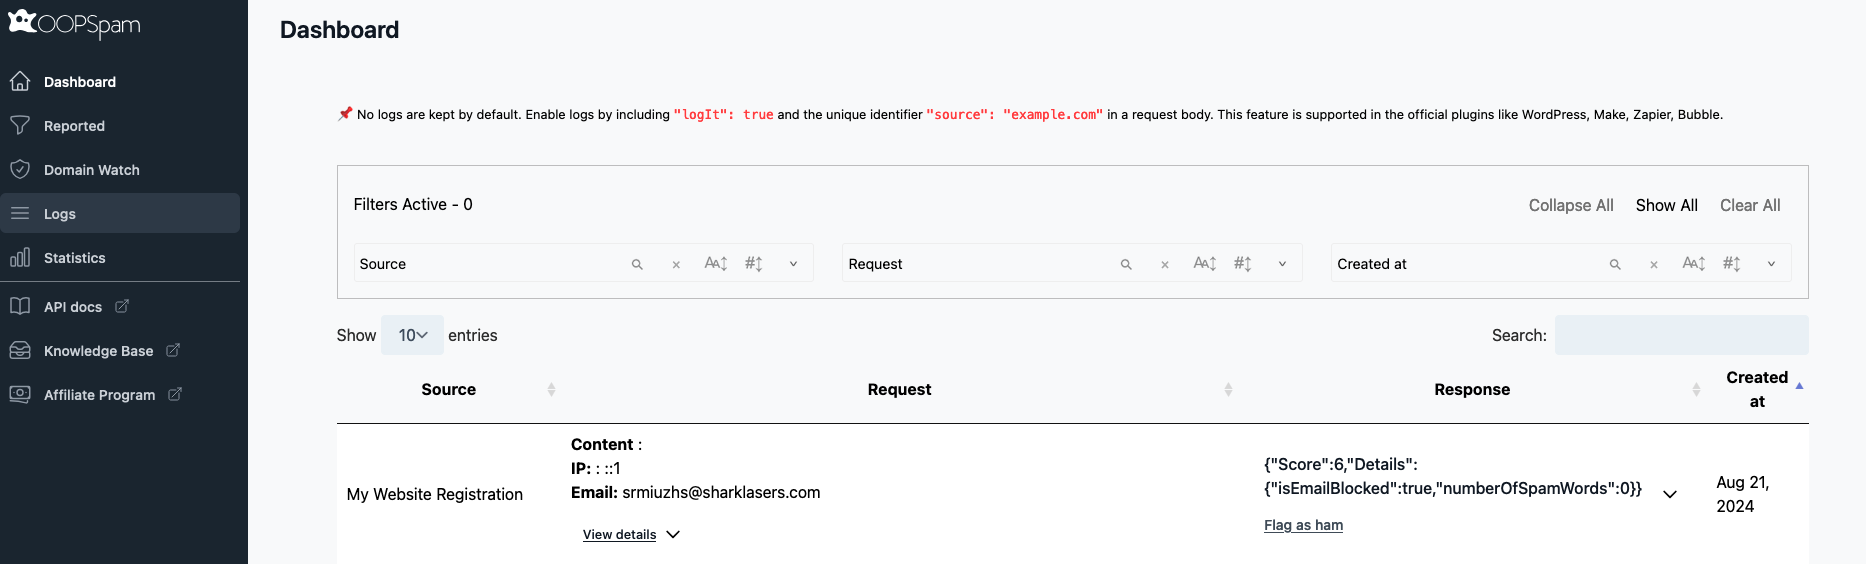 OOPSpam
Dashboard
Reported
Domain Watch
Logs
Statistics
API docs
Knowledge Base
Affiliate Program
Dashboard
No logs are kept by default. Enable logs by including "logIt": true and the unique identifier "source": "example.com" in a request body. This feature is supported in the official plugins like WordPress, Make, Zapier, Bubble.
Filters Active - 0
Collapse All Show All Clear All
Source Request Created at
Show 10 entries
Search:
Source Request Response Created
at
Content :
IP: : ::1
Email: srmiuzhs@sharklasers.com
My Website Registration
View details
{"Score":6,"Details":
{"isEmailBlocked":true,"numberOfSpamWords":0}}
Flag as ham
Aug 21,
2024